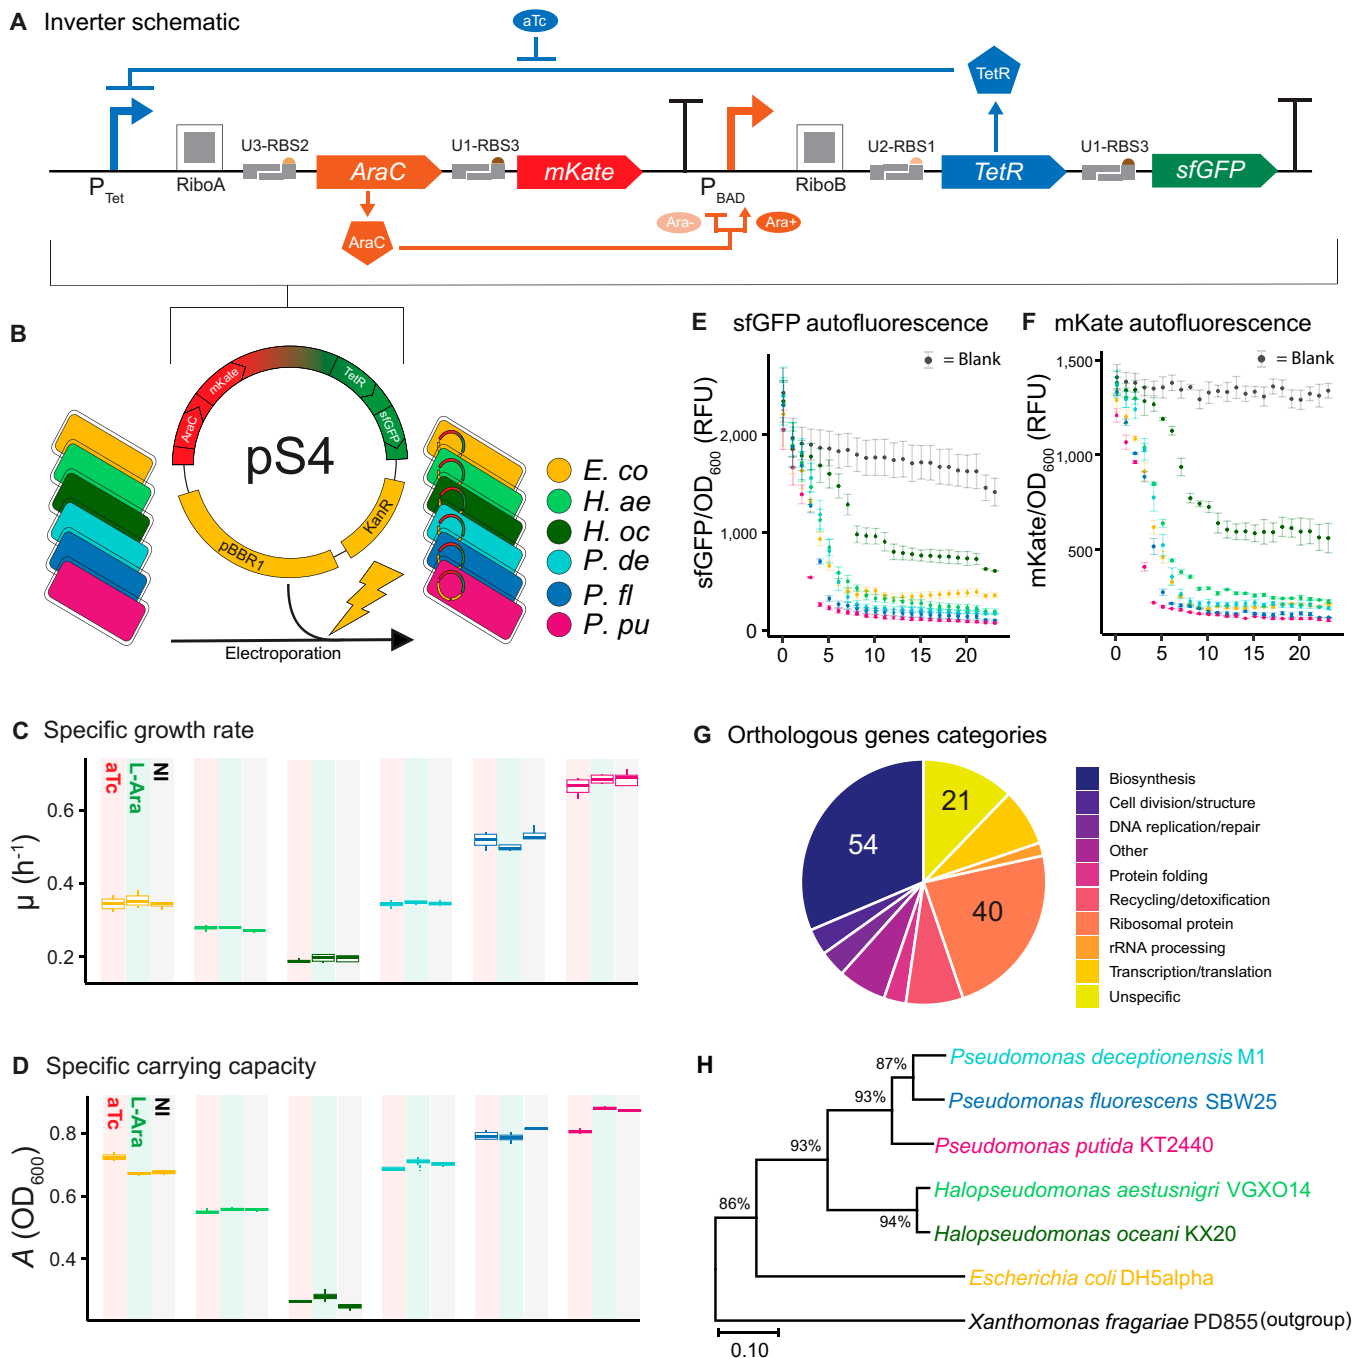 A Inverter schematic
aTc
TetR
U3-RBS2
U1-RBS3
U2-RBS1
U1-RBS3
AraC
mKate
TetR
sfGFP
PTet
RiboA
PBAD
RiboB
Ara-
Ara+
AraC
B
AraC
mKate
TetR
sfGFP
pS4
pBBR1
KanR
Electroporation
E. co
H. ae
H. oc
P. de
P. fl
P. pu
E sfGFP autofluorescence
= Blank
sfGFP/OD600 (RFU)
2,000
1,000
0
0 5 10 15 20
F mKate autofluorescence
= Blank
mKate/OD600 (RFU)
1,500
1,000
500
0 5 10 15 20
C Specific growth rate
aTc
L-Ara
NI
µ (h-1)
0.6
0.4
0.2
D Specific carrying capacity
aTc
L-Ara
NI
A (OD600)
0.8
0.6
0.4
G Orthologous genes categories
54
21
40
Biosynthesis
Cell division/structure
DNA replication/repair
Other
Protein folding
Recycling/detoxification
Ribosomal protein
rRNA processing
Transcription/translation
Unspecific
H
87%
93%
93%
86%
94%
Pseudomonas deceptionensis M1
Pseudomonas fluorescens SBW25
Pseudomonas putida KT2440
Halopseudomonas aestusnigri VGXO14
Halopseudomonas oceani KX20
Escherichia coli DH5alpha
Xanthomonas fragariae PD855 (outgroup)
0.10